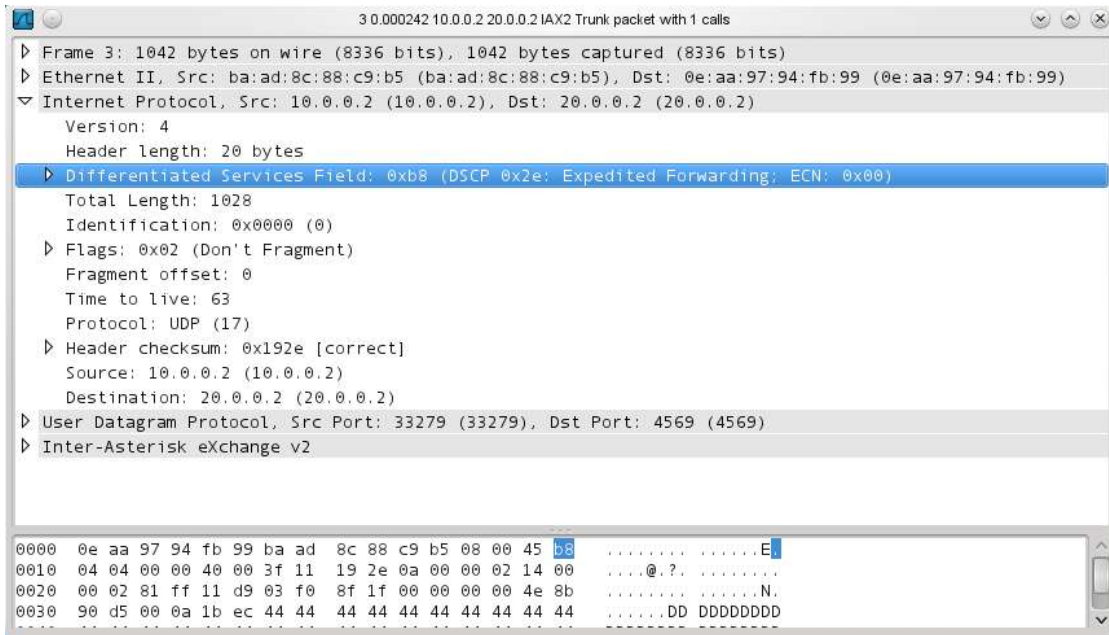 3 0.000242 10.0.0.2 20.0.0.2 IAX2 Trunk packet with 1 calls
Frame 3: 1042 bytes on wire (8336 bits), 1042 bytes captured (8336 bits)
Ethernet II, Src: ba:ad:8c:88:c9:b5 (ba:ad:8c:88:c9:b5), Dst: 0e:aa:97:94:fb:99 (0e:aa:97:94:fb:99)
Internet Protocol, Src: 10.0.0.2 (10.0.0.2), Dst: 20.0.0.2 (20.0.0.2)
Version: 4
Header length: 20 bytes
Differentiated Services Field: 0xb8 (DSCP 0x2e: Expedited Forwarding; ECN: 0x00)
Total Length: 1028
Identification: 0x0000 (0)
Flags: 0x02 (Don't Fragment)
Fragment offset: 0
Time to live: 63
Protocol: UDP (17)
Header checksum: 0x192e [correct]
Source: 10.0.0.2 (10.0.0.2)
Destination: 20.0.0.2 (20.0.0.2)
User Datagram Protocol, Src Port: 33279 (33279), Dst Port: 4569 (4569)
Inter-Asterisk eXchange v2
0000 0e aa 97 94 fb 99 ba ad 8c 88 c9 b5 08 00 45 b8 ........ ......E.
0010 04 04 00 00 40 00 3f 11 19 2e 0a 00 00 02 14 00 ....@.?. ........
0020 00 02 81 ff 11 d9 03 f0 8f 1f 00 00 00 00 4e 8b ........ ......N.
0030 90 d5 00 0a 1b ec 44 44 44 44 44 44 44 44 44 44 ......DD DDDDDDDD